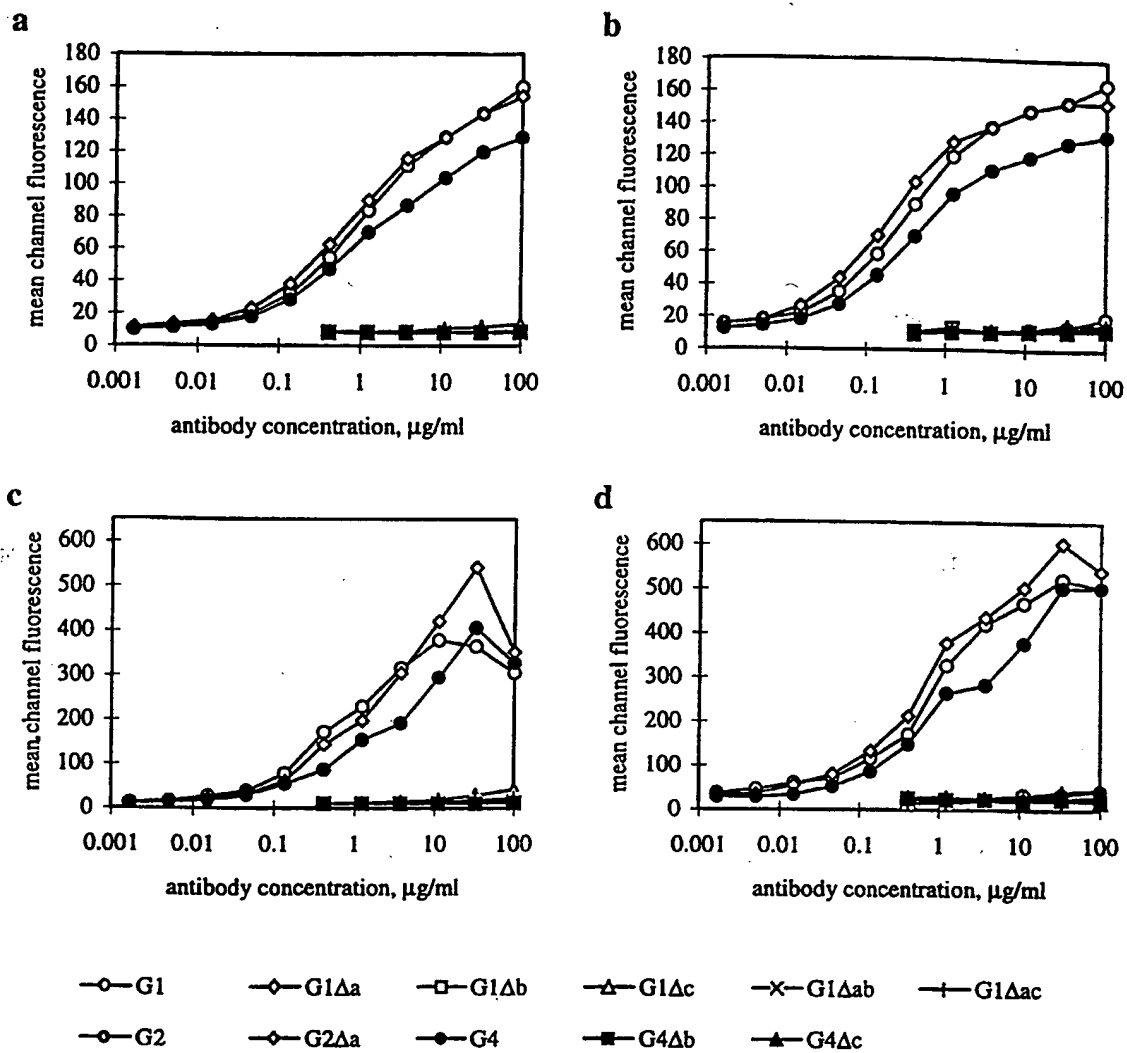 a
mean channel fluorescence
180
160
140
120
100
80
60
40
20
0
0.001 0.01 0.1 1 10 100
antibody concentration, µg/ml
b
mean channel fluorescence
180
160
140
120
100
80
60
40
20
0
0.001 0.01 0.1 1 10 100
antibody concentration, µg/ml
c
mean channel fluorescence
600
500
400
300
200
100
0
0.001 0.01 0.1 1 10 100
antibody concentration, µg/ml
d
mean channel fluorescence
600
500
400
300
200
100
0
0.001 0.01 0.1 1 10 100
antibody concentration, µg/ml
G1 G1Δa G1Δb G1Δc G1Δab G1Δac
G2 G2Δa G4 G4Δb G4Δc